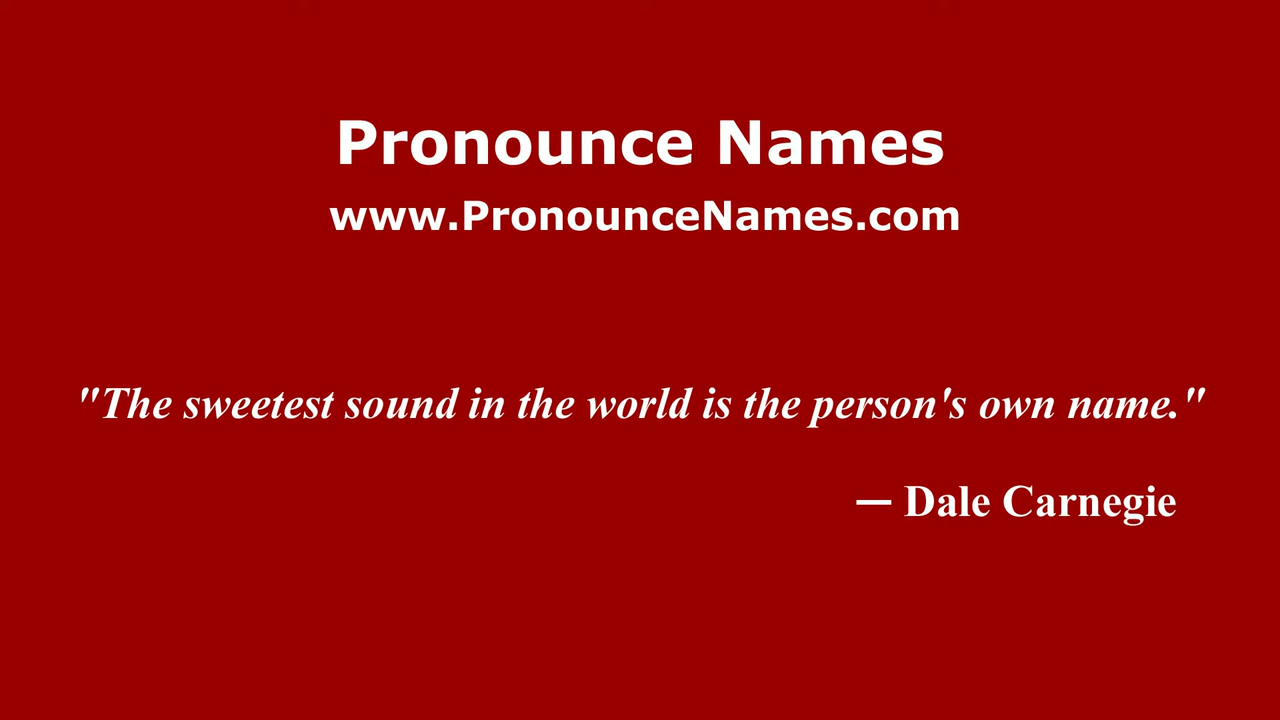 Pronounce Names
www.PronounceNames.com
"The sweetest sound in the world is the person's own name."
— Dale Carnegie